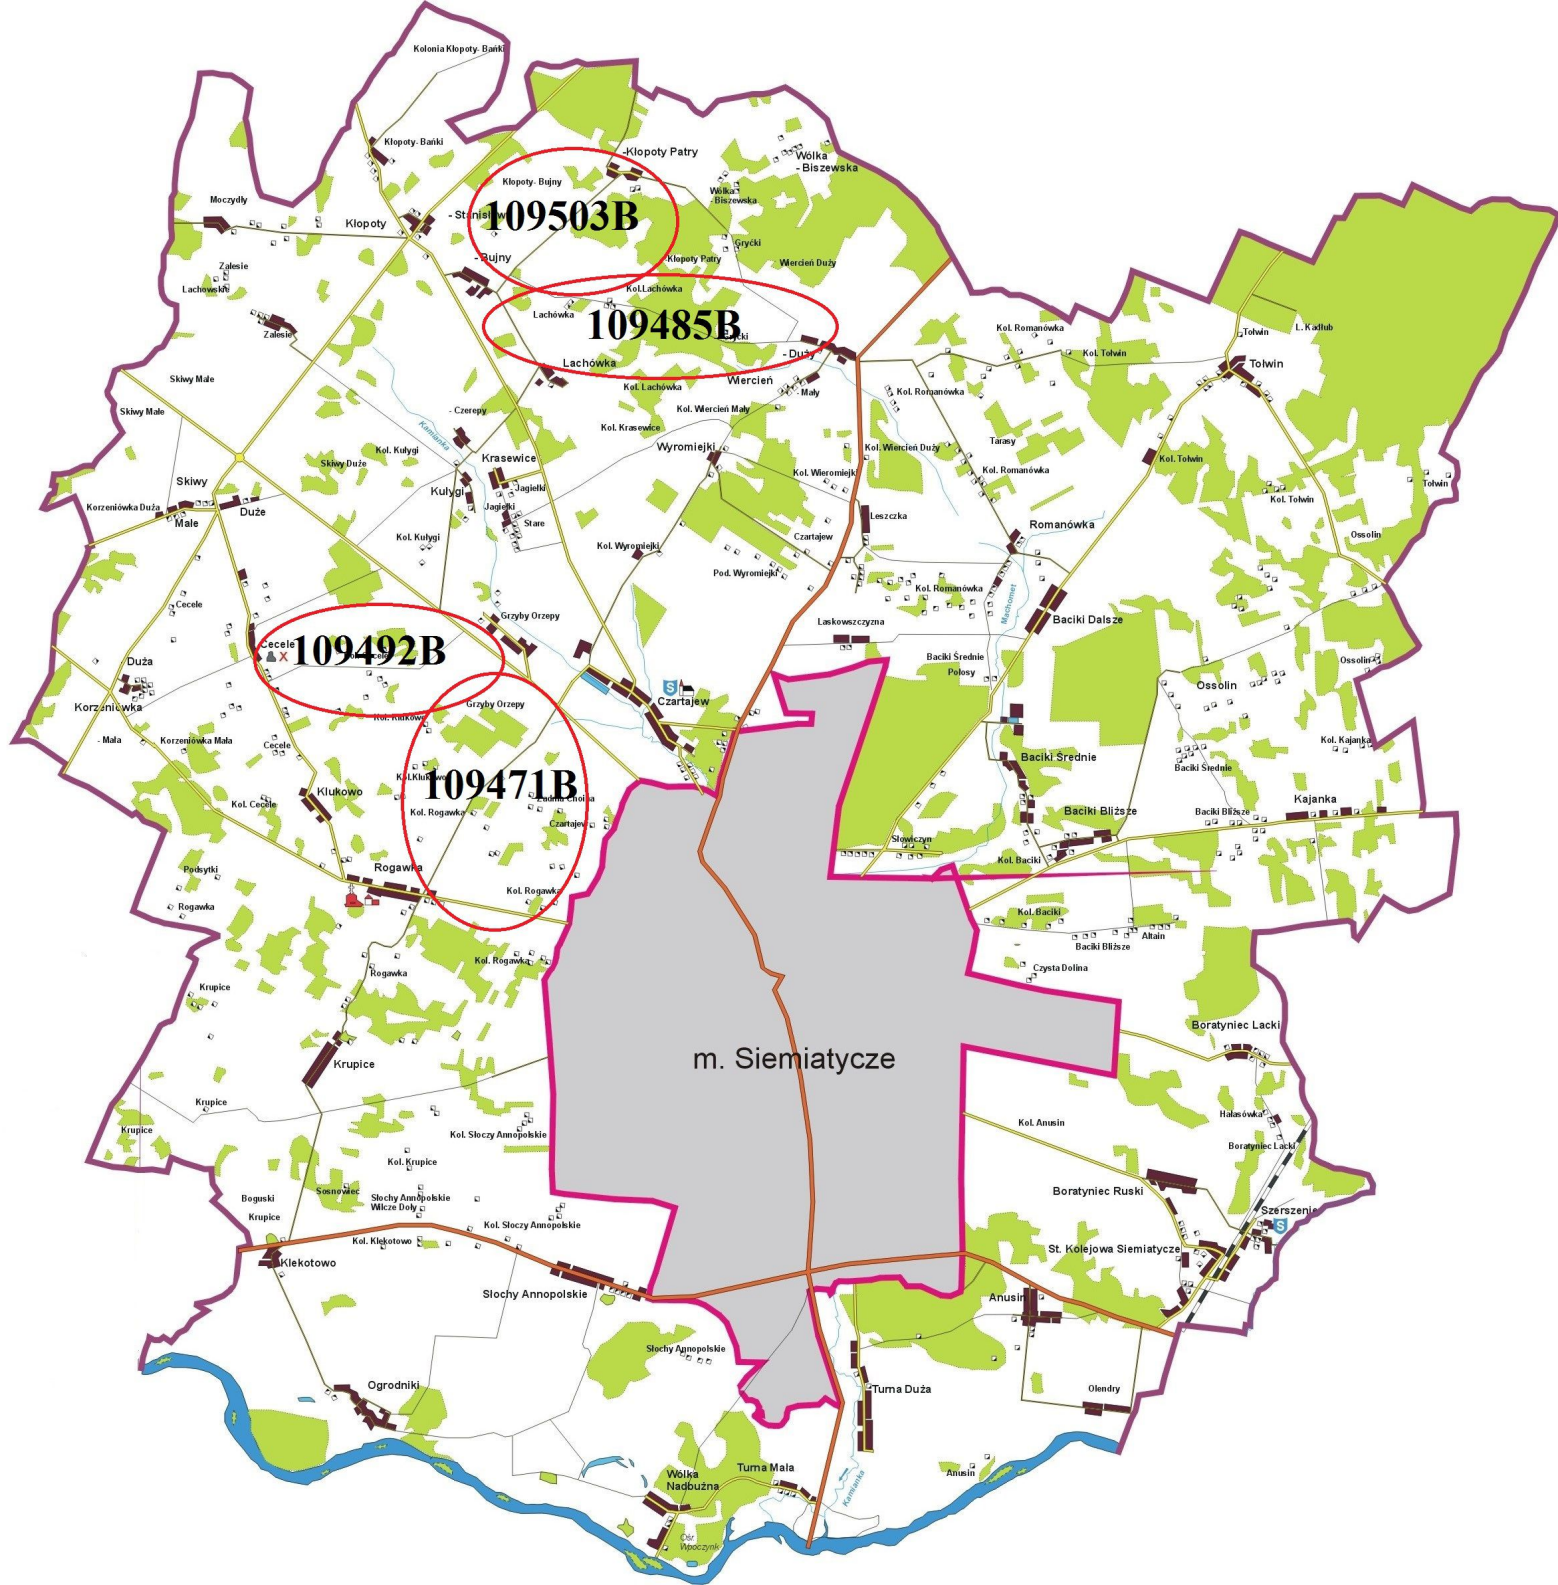 Kolonia Kłopoty- Bańki
Kłopoty- Bańki
-Kłopoty Patry
Wólka
- Biszewska
Kłopoty- Bujny
Wólka
- Biszewska
Moczydły
Kłopoty
109503B
Gryćki
- Bujny
Kłopoty Patry
Wiercień Duży
Zalesie
Lachowskie
Kol.Lachówka
Lachówka
109485B
Zalesie
Kol. Romanówka
Tołwin
L. Kadłub
- Duży
Kol. Tołwin
Lachówka
Tołwin
Skiwy Małe
Wiercień
Kol. Lachówka
- Mały
Kol. Romanówka
Skiwy Małe
- Czerepy
Kol. Wiercień Mały
Kol. Krasewice
Kamianka
Tarasy
Kol. Kułygi
Wyromiejki
Kol. Wiercień Duży
Krasewice
Kol. Tołwin
Skiwy Duże
Kol. Romanówka
Skiwy
Kułygi
Jagiełki
Kol. Wieromiejki
Tołwin
Kol. Tołwin
Korzeniówka Duża
Duże
Jagiełki
Małe
Stare
Leszczka
Romanówka
Kol. Kułygi
Czartajew
Ossolin
Kol. Wyromiejki
Pod. Wyromiejki
Kol. Romanówka
Machomet
Cecele
Grzyby Orzepy
Laskowszczyzna
Baciki Dalsze
Cecele
X
109492B
Baciki Średnie
Połosy
Duża
Ossolin
Ossolin
S
Czartajew
Korzeniówka
Grzyby Orzepy
- Mała
Korzeniówka Mała
Cecele
Kol. Kajanka
Baciki Średnie
Baciki Średnie
109471B
Klukowo
Kol. Cecele
Kol. Rogawka
Czartajew
Kajanka
Baciki Bliższe
Baciki Bliższe
Słowiczyn
Kol. Baciki
Podsytki
Rogawka
Kol. Rogawka
Rogawka
Kol. Baciki
Baciki Bliższe
Altain
Kol. Rogawka
Rogawka
Czysta Dolina
Krupice
Boratyniec Lacki
m. Siemiatycze
Krupice
Krupice
Krupice
Kol. Słoczy Annopolskie
Kol. Anusin
Hałasówka
Boratyniec Lacki
Kol. Krupice
Sosnowiec
Boguski
Słochy Annopolskie
Wilcze Doły
Boratyniec Ruski
Krupice
Kol. Słoczy Annopolskie
Szerszenie
S
Kol. Klekotowo
St. Kolejowa Siemiatycze
Klekotowo
Słochy Annopolskie
Anusin
Słochy Annopolskie
Ogrodniki
Turna Duża
Olendry
Wólka
Nadbużna
Turna Mała
Kamianka
Anusin
Ośr.
Wpoczynk